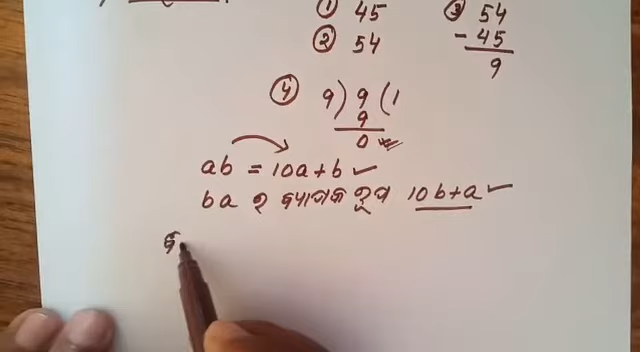 ① 45
② 54
③ 54
- 45
9
④ 9 ) 9 ( 1
9
0
ab = 10a + b ✓
ba ର ବ୍ୟାପକ ରୂପ 10b + a ✓